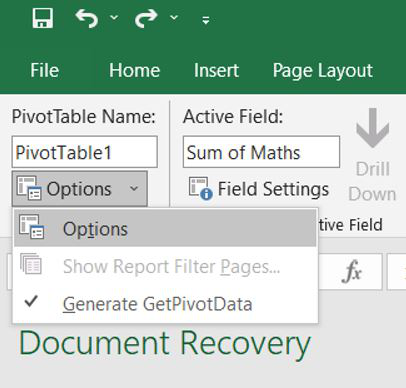 File Home Insert Page Layout
PivotTable Name: Active Field:
PivotTable1 Sum of Maths Drill
Options Field Settings Down
Options tive Field
Show Report Filter Pages... fx
Generate GetPivotData
Document Recovery